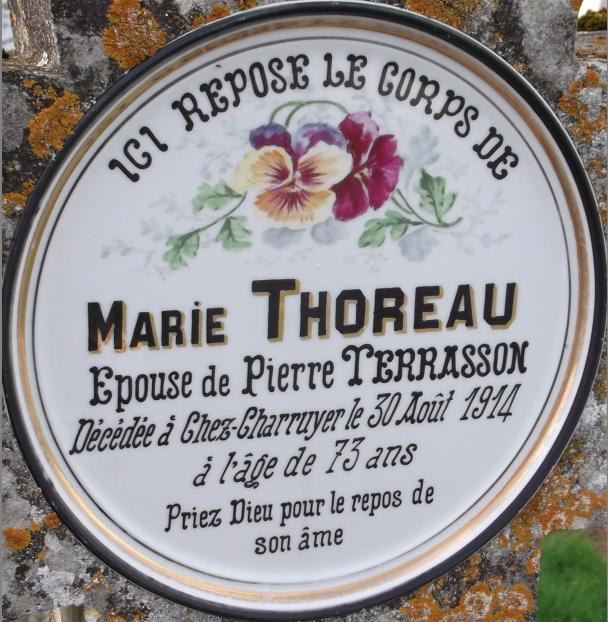 ICI REPOSE LE CORPS DE
MARiE THOREAU
Epouse de Pierre TERRASSON
Décédée à Chez-Charruyer le 30 Août 1914
à l'âge de 73 ans
Priez Dieu pour le repos de
son âme